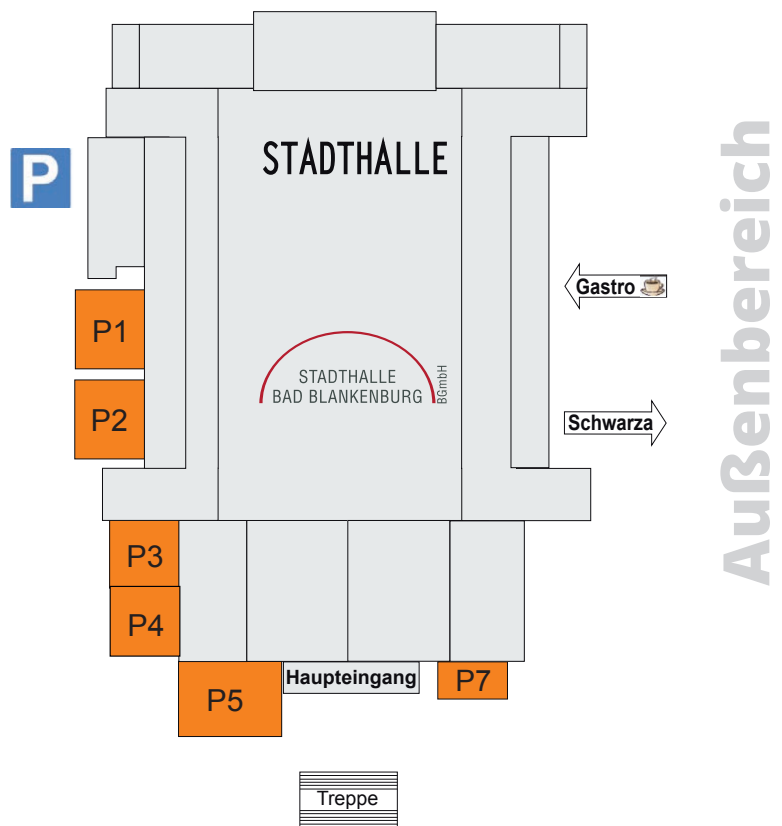 STADTHALLE
P
Außenbereich
Gastro
P1
STADTHALLE
BAD BLANKENBURG
BGmbH
P2
Schwarza
P3
P4
Haupteingang
P5
P7
Treppe